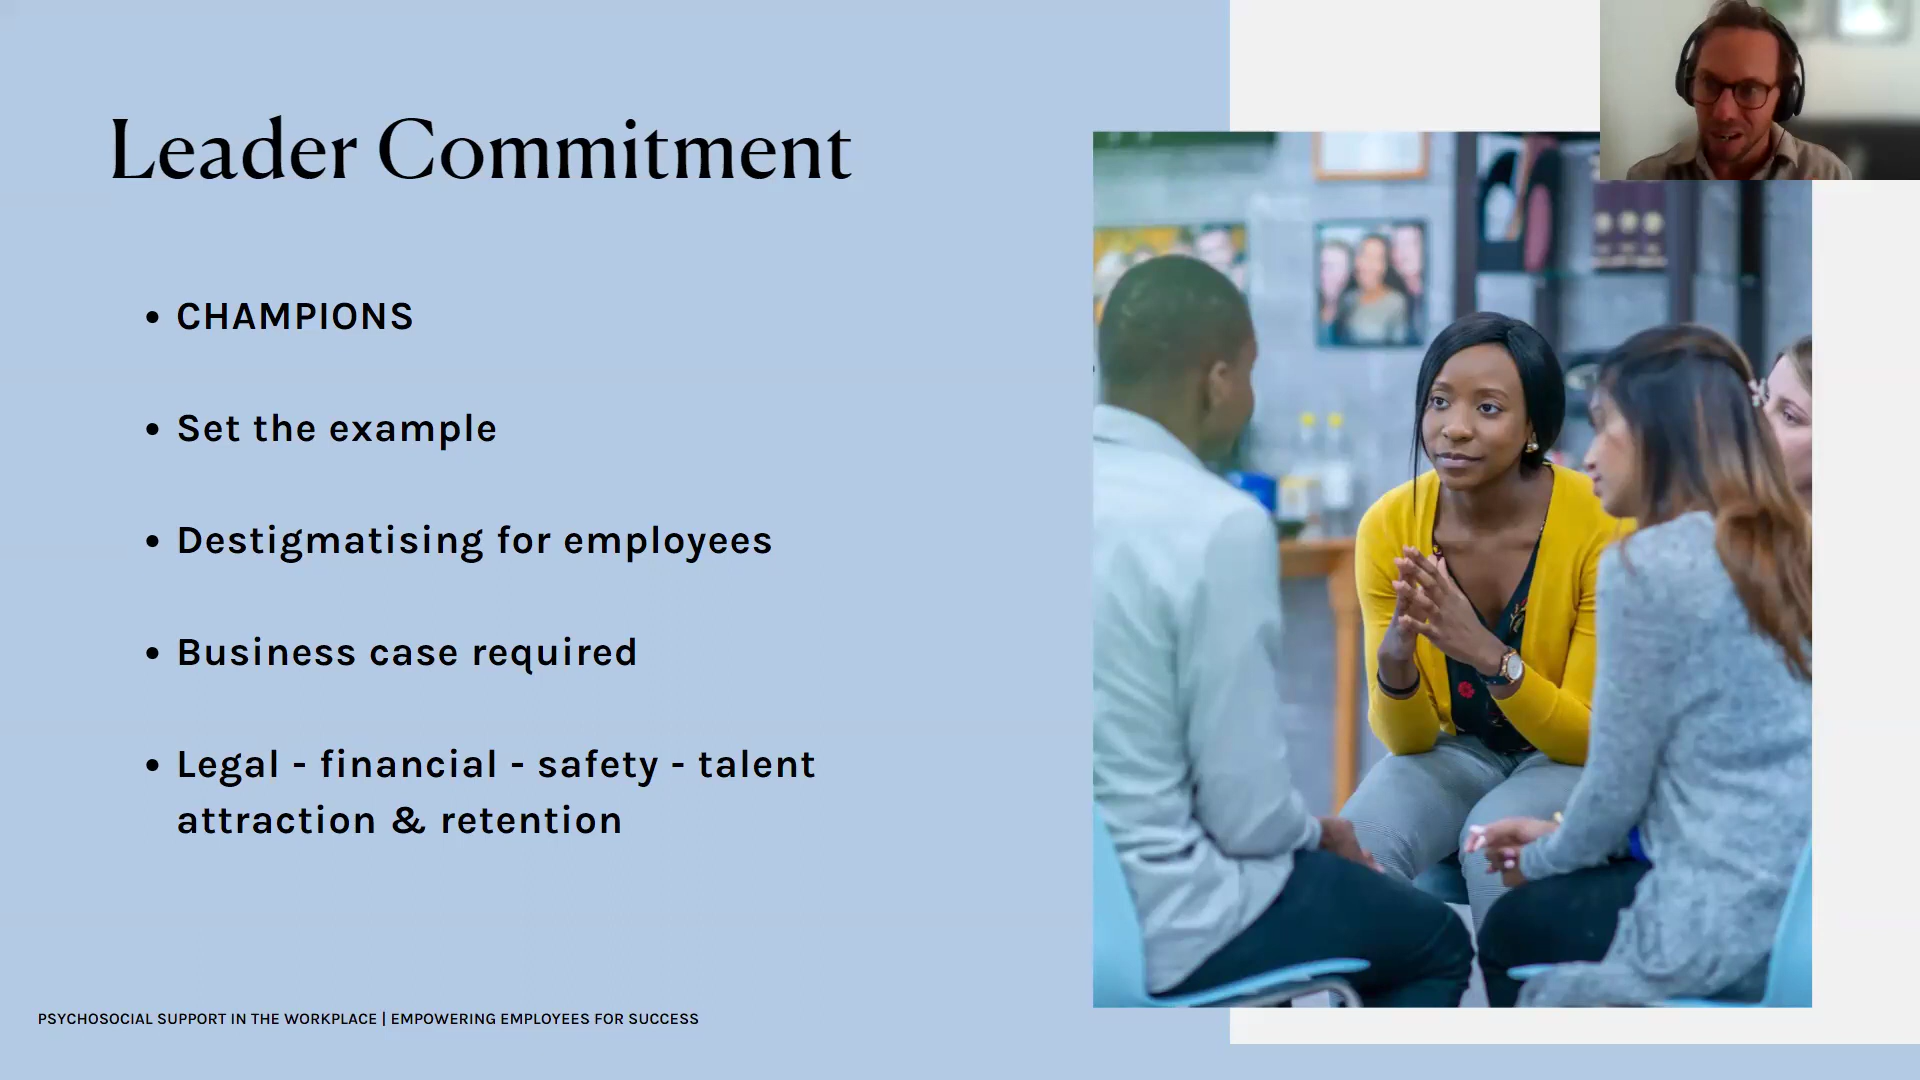 Leader Commitment
CHAMPIONS
Set the example
Destigmatising for employees
Business case required
Legal - financial - safety - talent
attraction & retention
PSYCHOSOCIAL SUPPORT IN THE WORKPLACE | EMPOWERING EMPLOYEES FOR SUCCESS